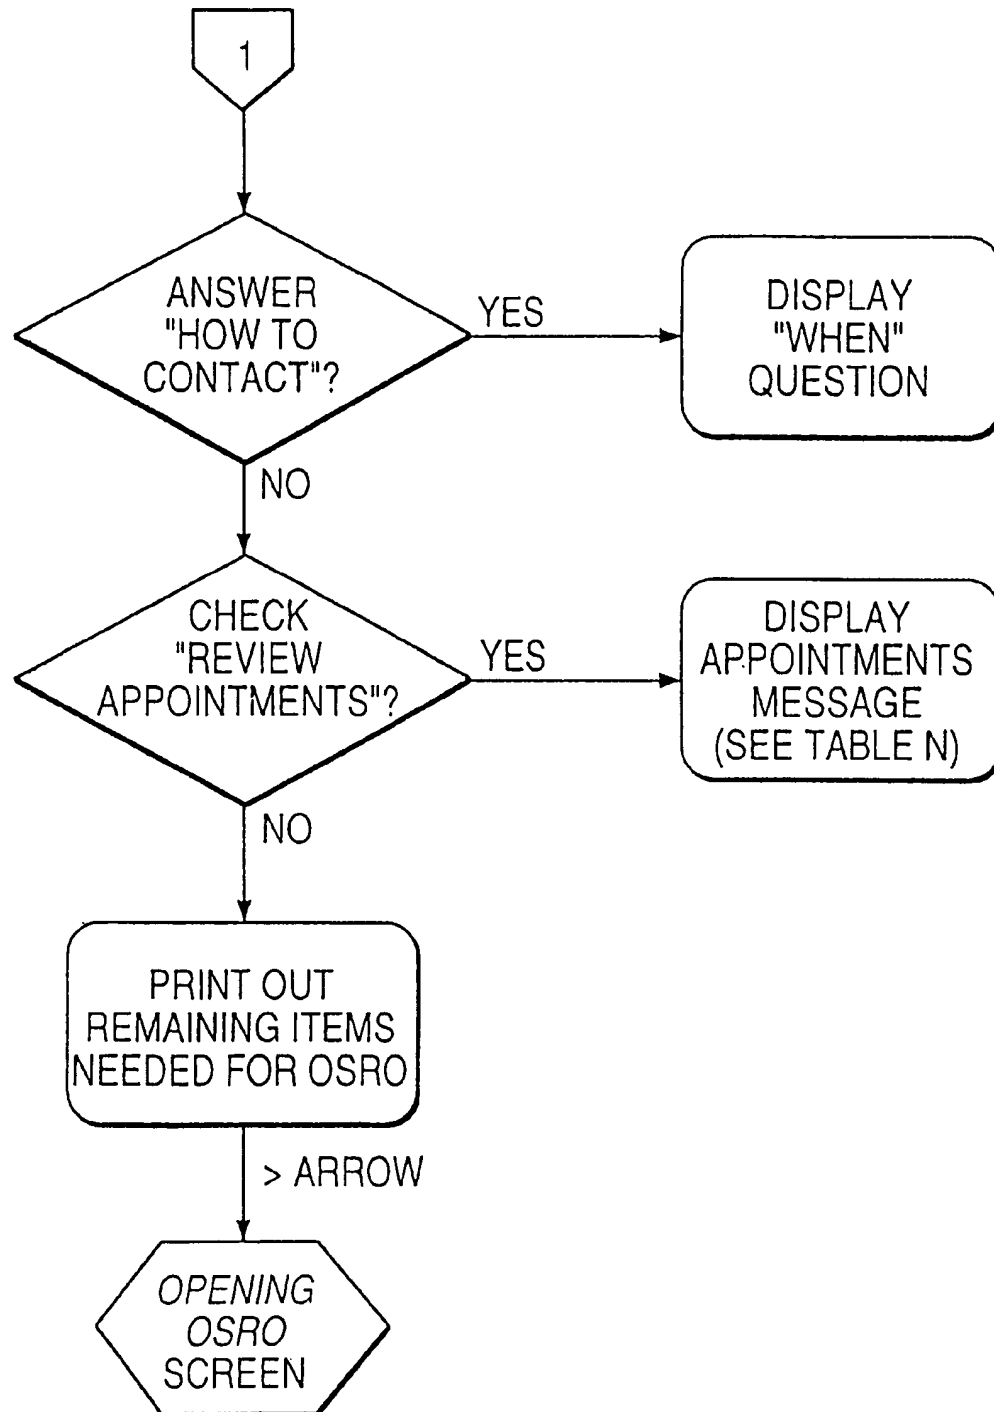 1
ANSWER
"HOW TO
CONTACT"?
YES
DISPLAY
"WHEN"
QUESTION
NO
CHECK
"REVIEW
APPOINTMENTS"?
YES
DISPLAY
APPOINTMENTS
MESSAGE
(SEE TABLE N)
NO
PRINT OUT
REMAINING ITEMS
NEEDED FOR OSRO
> ARROW
OPENING
OSRO
SCREEN